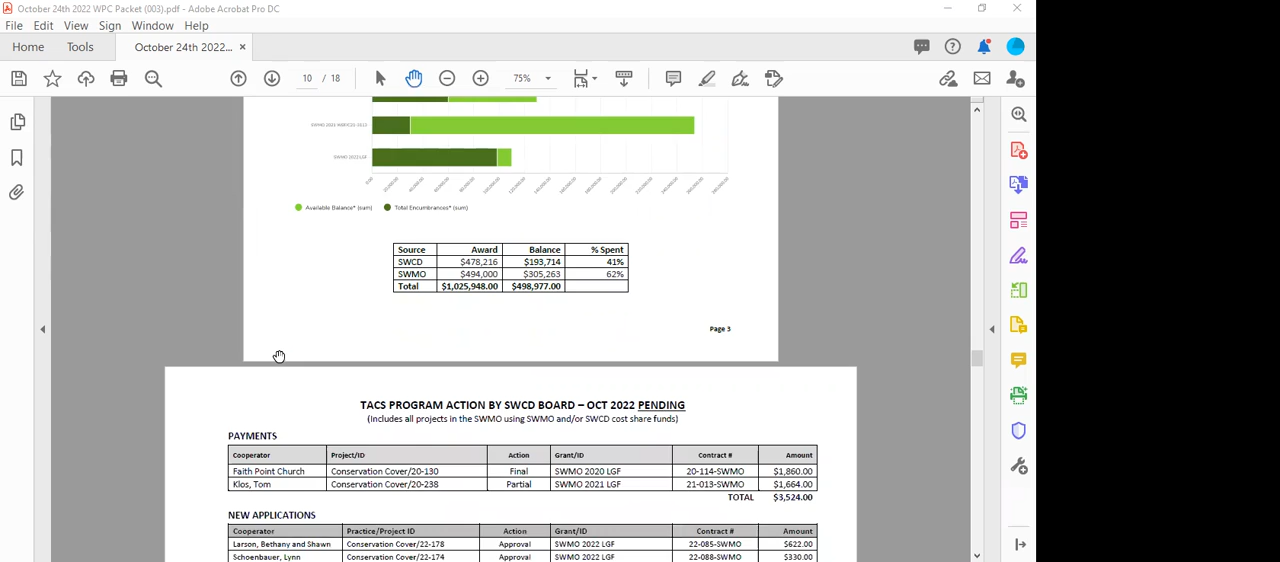 October 24th 2022 WPC Packet (003).pdf - Adobe Acrobat Pro DC
File Edit View Sign Window Help
Home Tools October 24th 2022... ×
10 / 18 75%
SWMO 2022 LGF
Available Balance* (sum) Total Encumbrances* (sum)
Source Award Balance % Spent
SWCD $478,216 $193,714 41%
SWMO $494,000 $305,263 62%
Total $1,025,948.00 $498,977.00
Page 3
TACS PROGRAM ACTION BY SWCD BOARD – OCT 2022 PENDING
(Includes all projects in the SWMO using SWMO and/or SWCD cost share funds)
PAYMENTS
Cooperator Project/ID Action Grant/ID Contract # Amount
Faith Point Church Conservation Cover/20-130 Final SWMO 2020 LGF 20-114-SWMO $1,860.00
Klos, Tom Conservation Cover/20-238 Partial SWMO 2021 LGF 21-013-SWMO $1,664.00
TOTAL $3,524.00
NEW APPLICATIONS
Cooperator Practice/Project ID Action Grant/ID Contract # Amount
Larson, Bethany and Shawn Conservation Cover/22-178 Approval SWMO 2022 LGF 22-085-SWMO $622.00
Schoenbauer, Lynn Conservation Cover/22-174 Approval SWMO 2022 LGF 22-088-SWMO $330.00